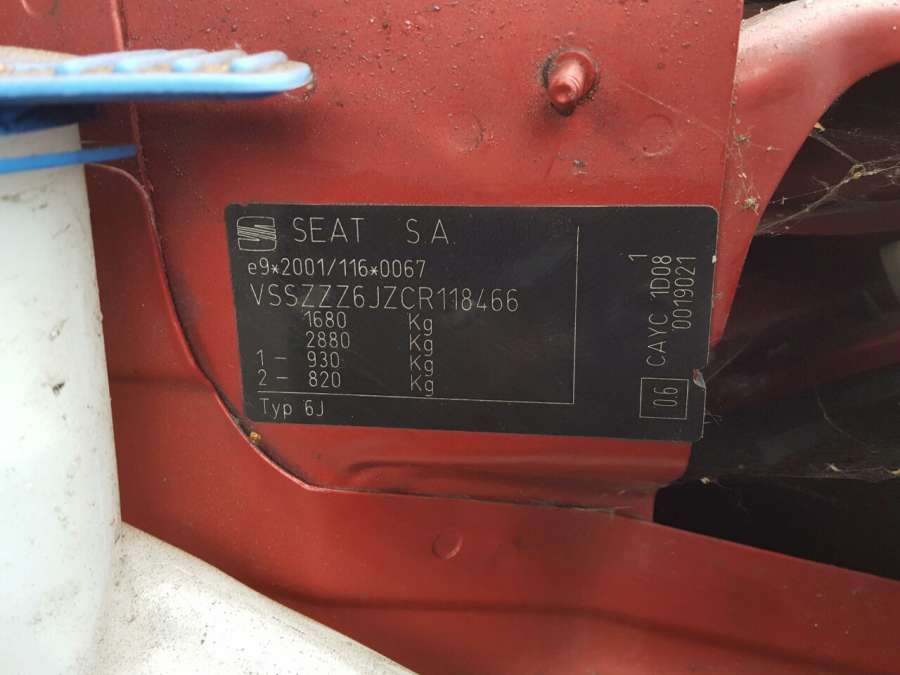 SEAT S.A.
e9*2001/116*0067
VSSZZZ6JZCR118466
1680 Kg
2880 Kg
1 – 930 Kg
2 – 820 Kg
Typ 6J
1
CAYC 1D08
0019021
06